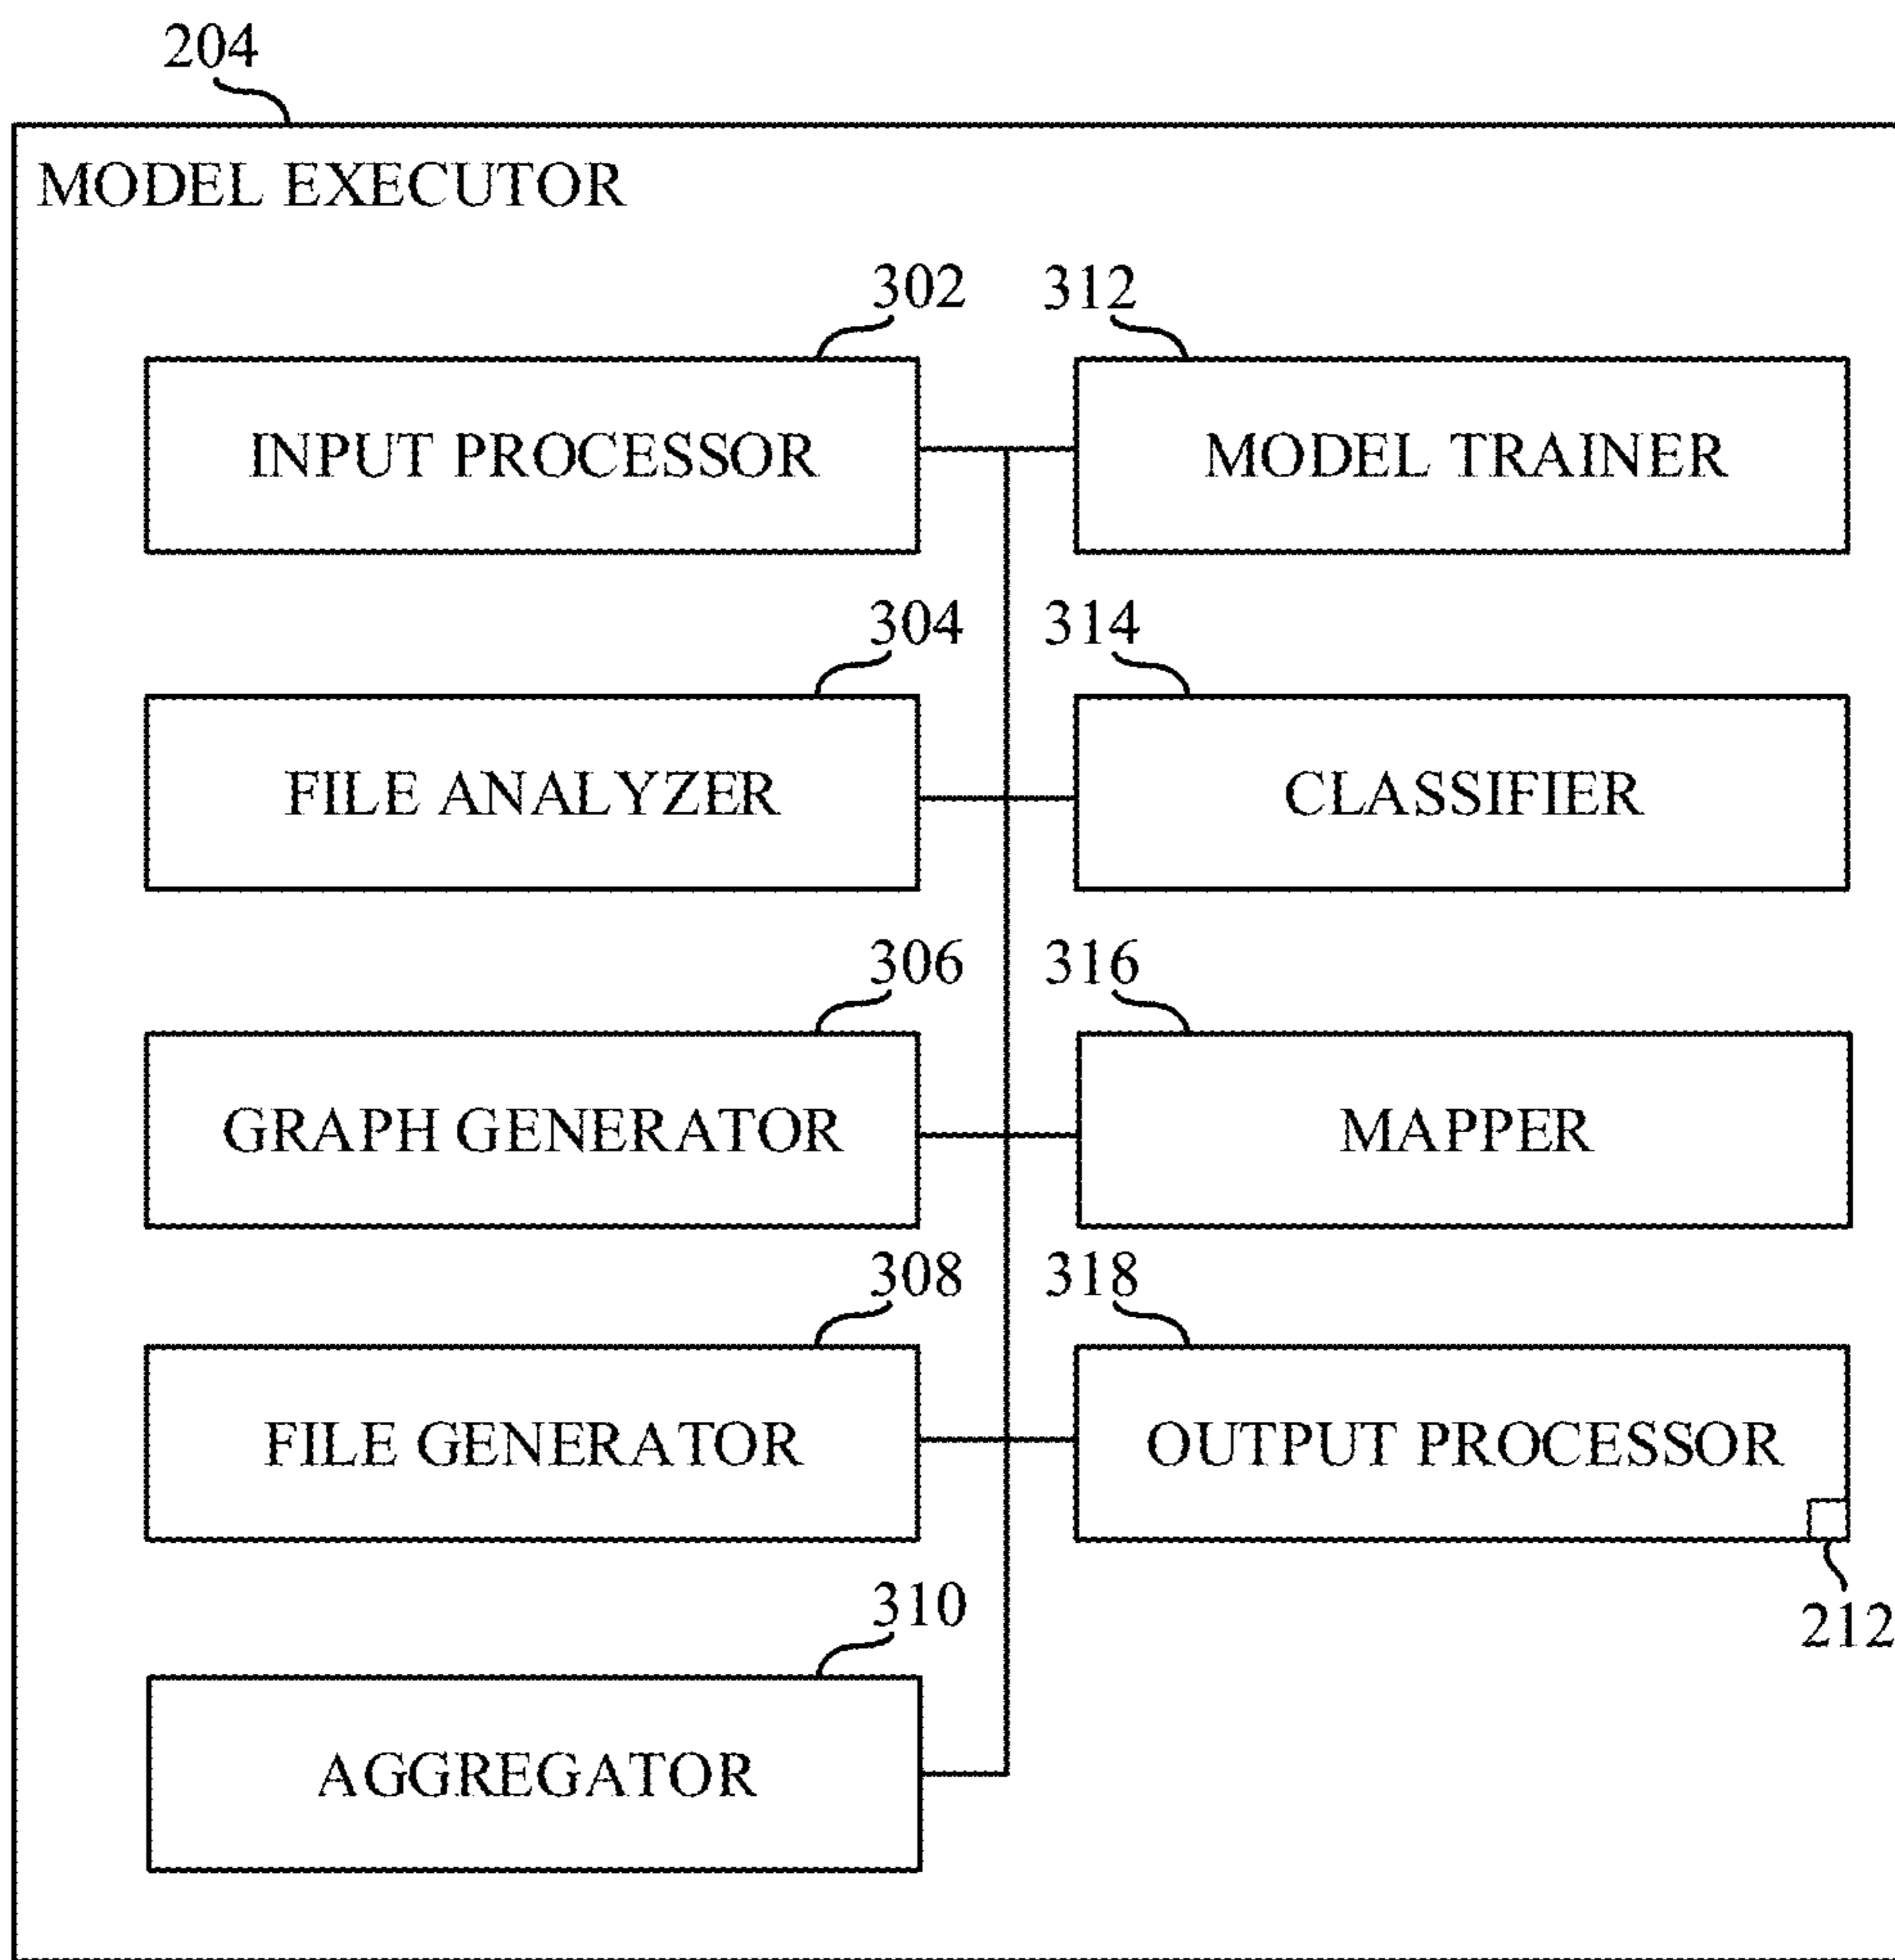 204
MODEL EXECUTOR
302 312
INPUT PROCESSOR MODEL TRAINER
304 314
FILE ANALYZER CLASSIFIER
306 316
GRAPH GENERATOR MAPPER
308 318
FILE GENERATOR OUTPUT PROCESSOR
310 212
AGGREGATOR